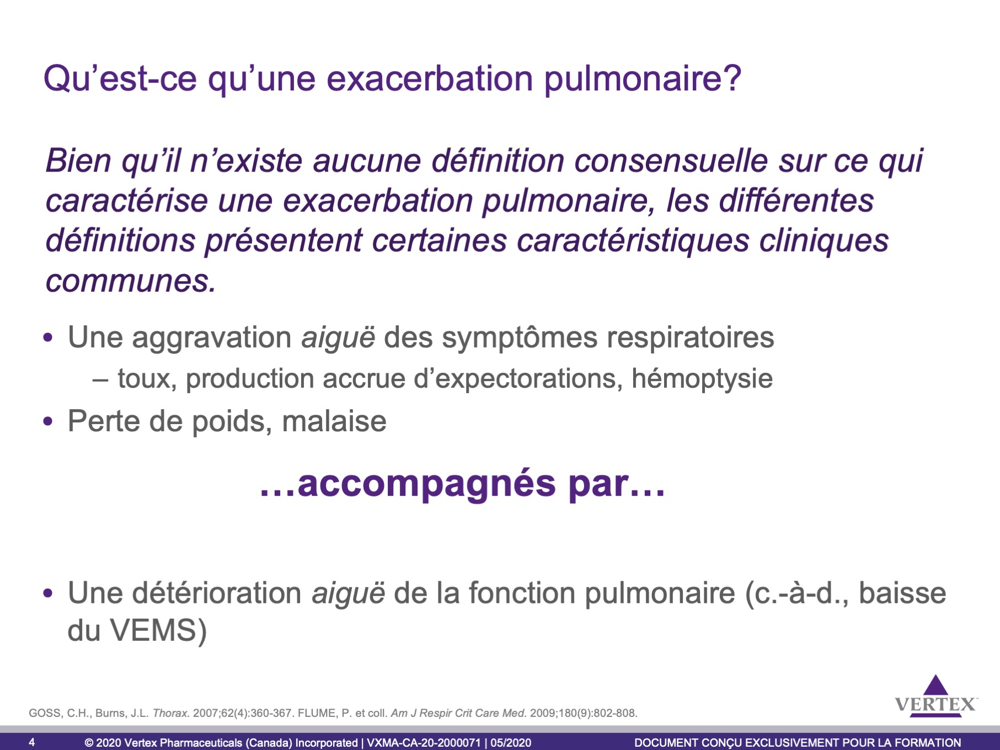 Qu’est-ce qu’une exacerbation pulmonaire?
Bien qu’il n’existe aucune définition consensuelle sur ce qui
caractérise une exacerbation pulmonaire, les différentes
définitions présentent certaines caractéristiques cliniques
communes.
• Une aggravation aiguë des symptômes respiratoires
– toux, production accrue d’expectorations, hémoptysie
• Perte de poids, malaise
…accompagnés par…
• Une détérioration aiguë de la fonction pulmonaire (c.-à-d., baisse
du VEMS)
VERTEX™
GOSS, C.H., Burns, J.L. Thorax. 2007;62(4):360-367. FLUME, P. et coll. Am J Respir Crit Care Med. 2009;180(9):802-808.
4 © 2020 Vertex Pharmaceuticals (Canada) Incorporated | VXMA-CA-20-2000071 | 05/2020 DOCUMENT CONÇU EXCLUSIVEMENT POUR LA FORMATION